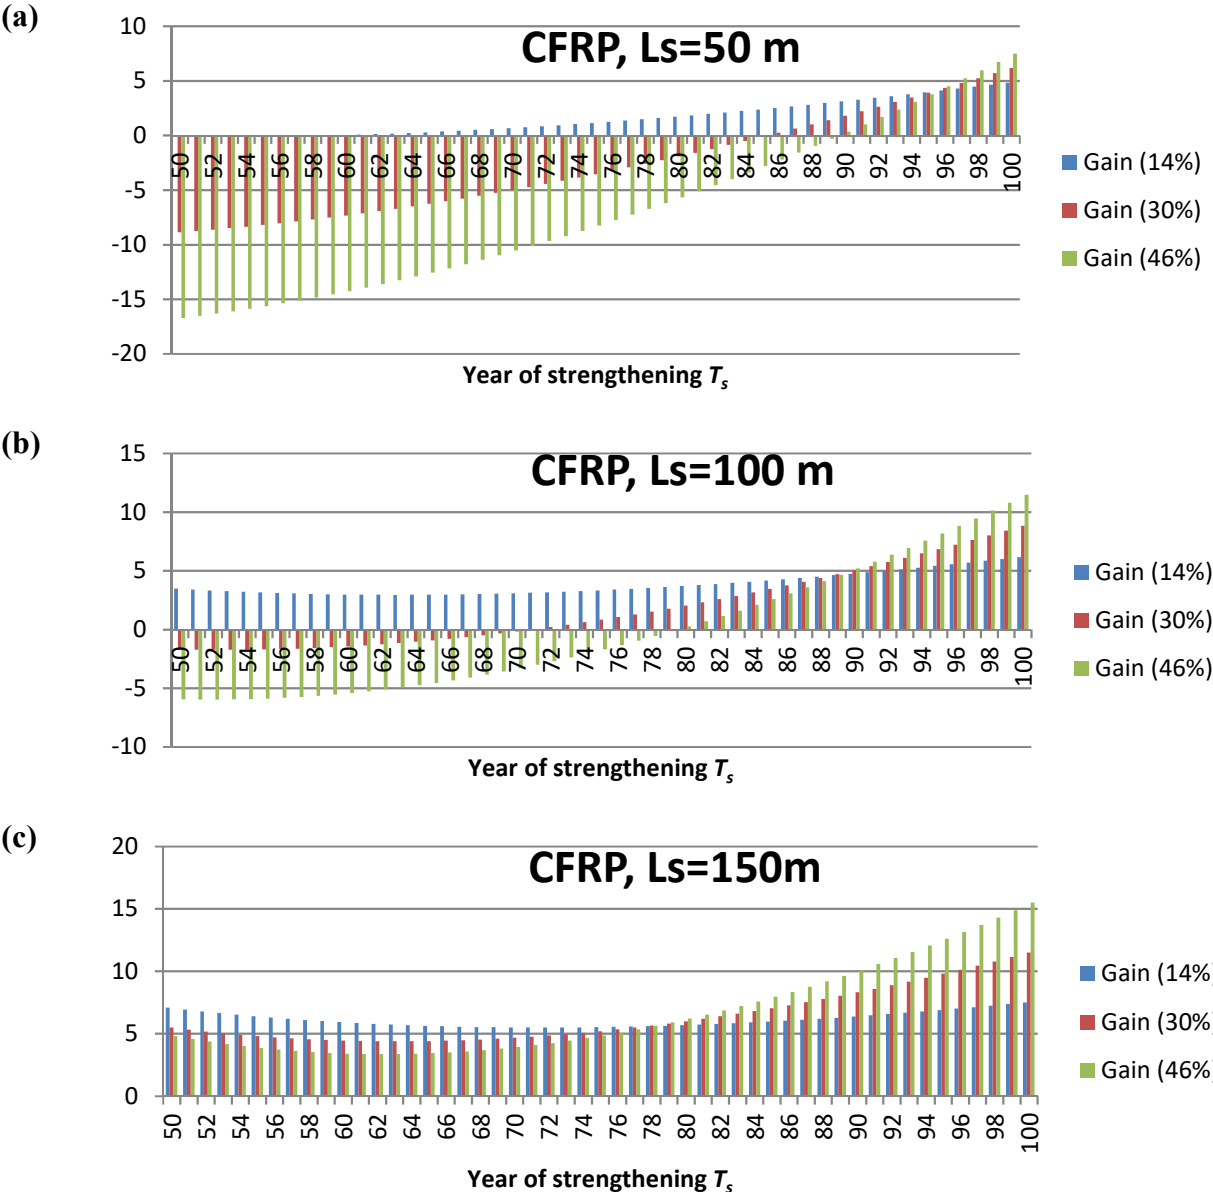 (a)
CFRP, Ls=50 m
10
5
0
-5
-10
-15
-20
50 52 54 56 58 60 62 64 66 68 70 72 74 76 78 80 82 84 86 88 90 92 94 96 98 100
Year of strengthening Ts
Gain (14%)
Gain (30%)
Gain (46%)
(b)
CFRP, Ls=100 m
15
10
5
0
-5
-10
50 52 54 56 58 60 62 64 66 68 70 72 74 76 78 80 82 84 86 88 90 92 94 96 98 100
Year of strengthening Ts
Gain (14%)
Gain (30%)
Gain (46%)
(c)
CFRP, Ls=150m
20
15
10
5
0
50 52 54 56 58 60 62 64 66 68 70 72 74 76 78 80 82 84 86 88 90 92 94 96 98 100
Year of strengthening Ts
Gain (14%
Gain (30%
Gain (46%